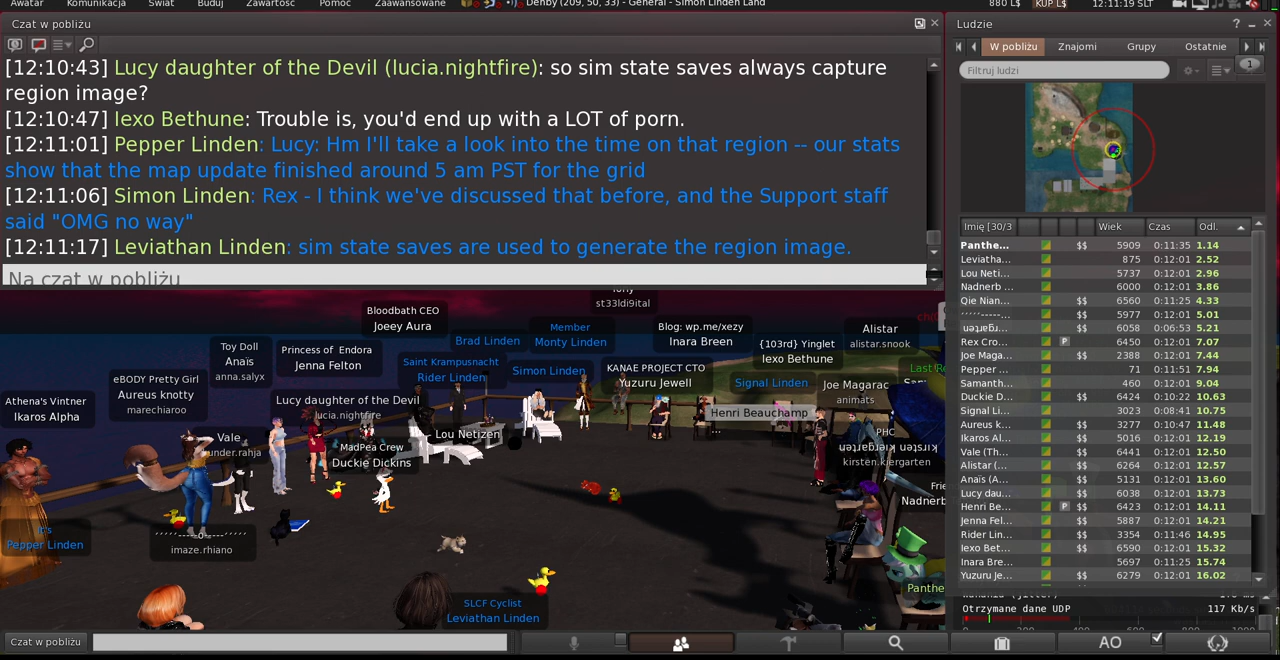 Awatar Komunikacja Świat Buduj Zawartość Pomoc Zaawansowane Denby (209, 50, 33) - General - Simon Linden Land 880 L$ KUP L$ 12:11:19 SLT
Czat w pobliżu
[12:10:43] Lucy daughter of the Devil (lucia.nightfire): so sim state saves always capture
region image?
[12:10:47] Iexo Bethune: Trouble is, you'd end up with a LOT of porn.
[12:11:01] Pepper Linden: Lucy: Hm I'll take a look into the time on that region -- our stats
show that the map update finished around 5 am PST for the grid
[12:11:06] Simon Linden: Rex - I think we've discussed that before, and the Support staff
said "OMG no way"
[12:11:17] Leviathan Linden: sim state saves are used to generate the region image.
Na czat w pobliżu
st33ldi9ital
Bloodbath CEO
Joeey Aura
Brad Linden
Member
Monty Linden
Blog: wp.me/xezy
Inara Breen
Alistar
alistar.snook
{103rd} Yinglet
Iexo Bethune
Toy Doll
Anaïs
anna.salyx
Princess of Endora
Jenna Felton
Saint Krampusnacht
Rider Linden
Simon Linden
KANAE PROJECT CTO
Yuzuru Jewell
Signal Linden
Joe Magarac
animats
eBODY Pretty Girl
Aureus knotty
marechiaroo
Athena's Vintner
Ikaros Alpha
Lucy daughter of the Devil
lucia.nightfire
Henri Beauchamp
...
Vale
Lou Netizen
MadPea Crew
Duckie Dickins
PHC
kirsten.kiergarten
Nadnerb
Pepper Linden
imaze.rhiano
Panthe
SLCF Cyclist
Leviathan Linden
Czat w pobliżu
Ludzie
W pobliżu Znajomi Grupy Ostatnie
Filtruj ludzi
1
Imię [30/3 Wiek Czas Odl.
Panthe... $$ 5909 0:11:35 1.14
Leviatha... 875 0:12:01 2.52
Lou Neti... 5737 0:12:01 2.96
Nadnerb ... 6000 0:12:01 3.86
Qie Nian... $$ 6560 0:11:25 4.33
′′′′′-----... $$ 5977 0:12:01 5.01
$$ 6058 0:06:53 5.21
Rex Cro... P 6450 0:12:01 7.07
Joe Maga... $$ 2388 0:12:01 7.44
Pepper ... 71 0:11:51 7.94
Samanth... 460 0:12:01 9.04
Duckie D... $$ 6424 0:10:22 10.63
Signal Li... 3023 0:08:41 10.75
Aureus k... $$ 3277 0:10:47 11.48
Ikaros Al... $$ 5016 0:12:01 12.19
Vale (Th... $$ 6441 0:12:01 12.50
Alistar (... $$ 6264 0:12:01 12.57
Anaïs (A... $$ 5131 0:12:01 13.60
Lucy dau... $$ 6038 0:12:01 13.73
Henri Be... P $$ 6423 0:12:01 14.11
Jenna Fel... $$ 5887 0:12:01 14.21
Rider Lin... $$ 3354 0:11:46 14.95
Iexo Bet... $$ 6590 0:12:01 15.32
Inara Bre... 5697 0:11:25 15.74
Yuzuru Je... $$ 6279 0:12:01 16.02
Otrzymane dane UDP 117 Kb/s
AO